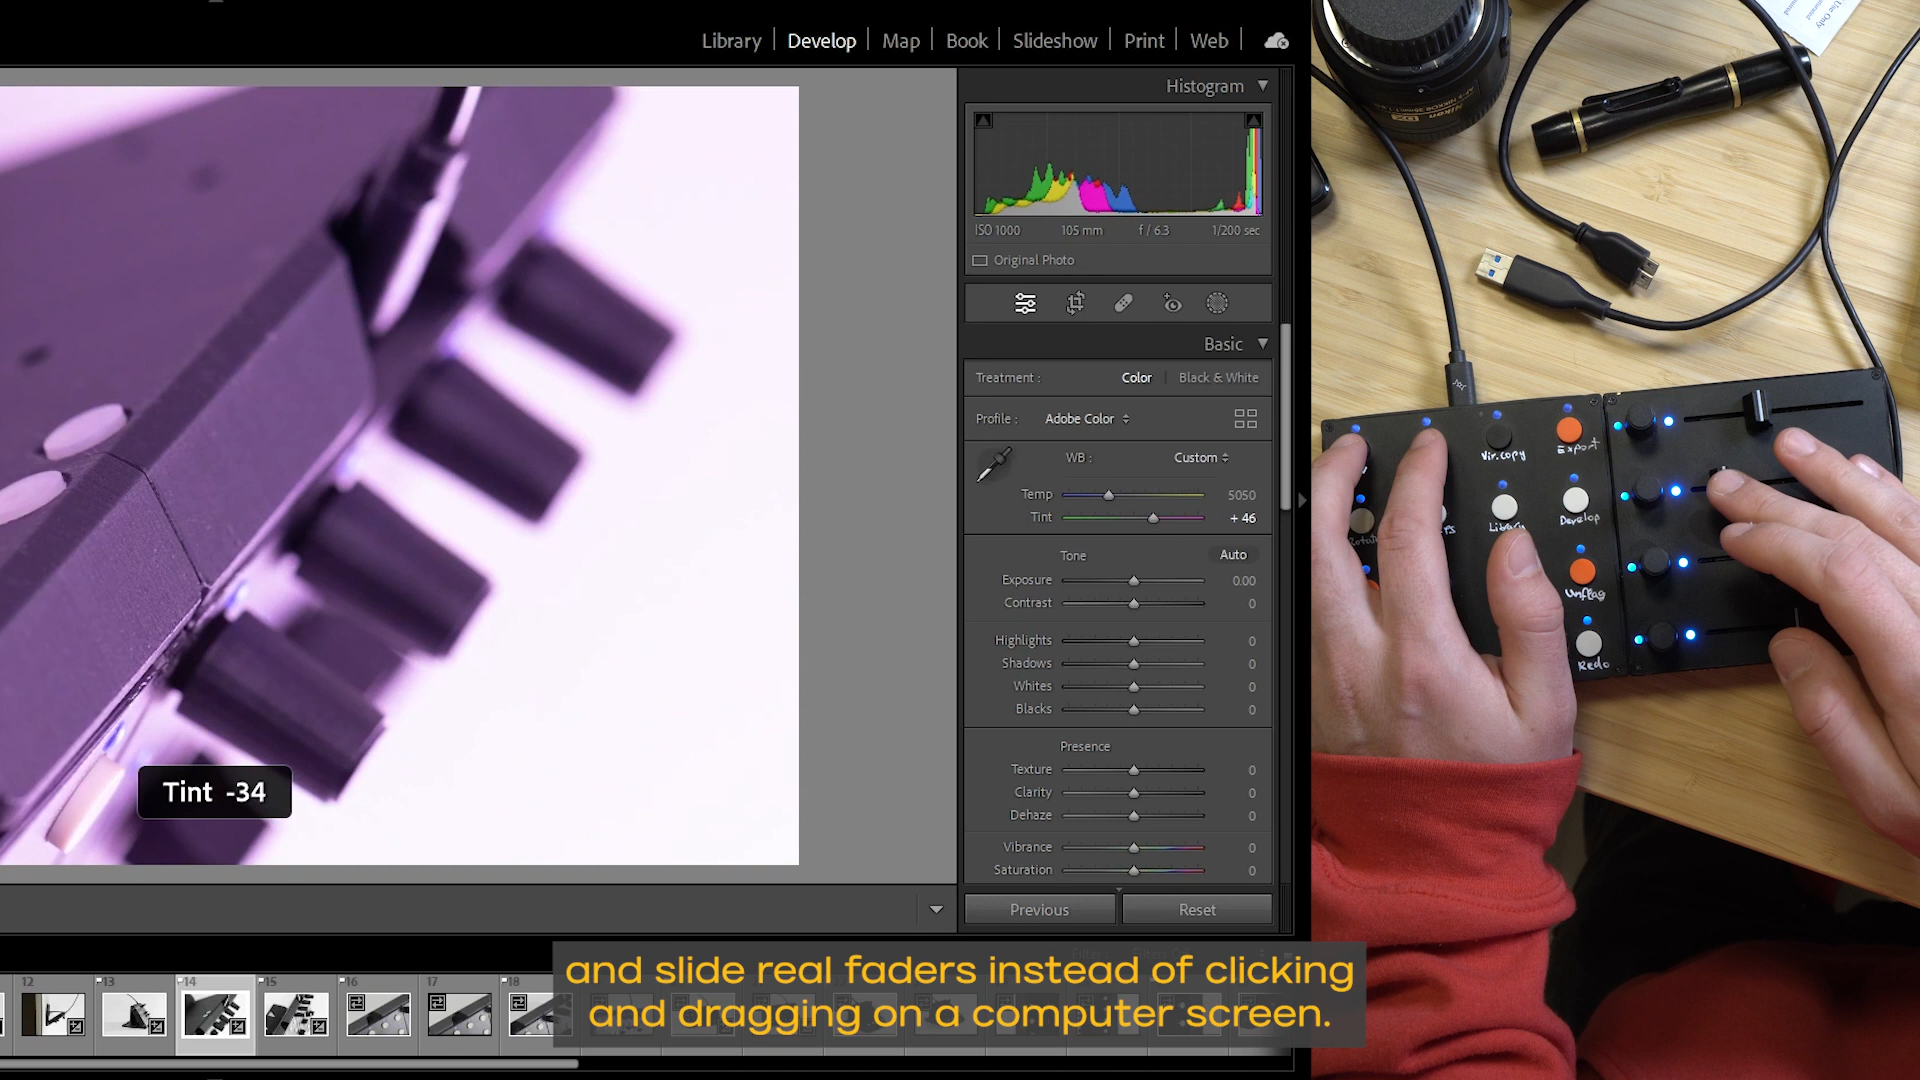 Library | Develop | Map | Book | Slideshow | Print | Web |
Histogram
ISO 1000 105 mm f / 6.3 1/200 sec
Original Photo
Basic
Treatment : Color | Black & White
Profile : Adobe Color
WB : Custom
Temp 5050
Tint + 46
Tone Auto
Exposure 0.00
Contrast 0
Highlights 0
Shadows 0
Whites 0
Blacks 0
Presence
Texture 0
Clarity 0
Dehaze 0
Vibrance 0
Saturation 0
Previous Reset
Tint -34
12 13 14 15 16 17 18
and slide real faders instead of clicking
and dragging on a computer screen.
Use Only
Nikon
Vir.copy
Export
Library
Develop
Unflag
Redo